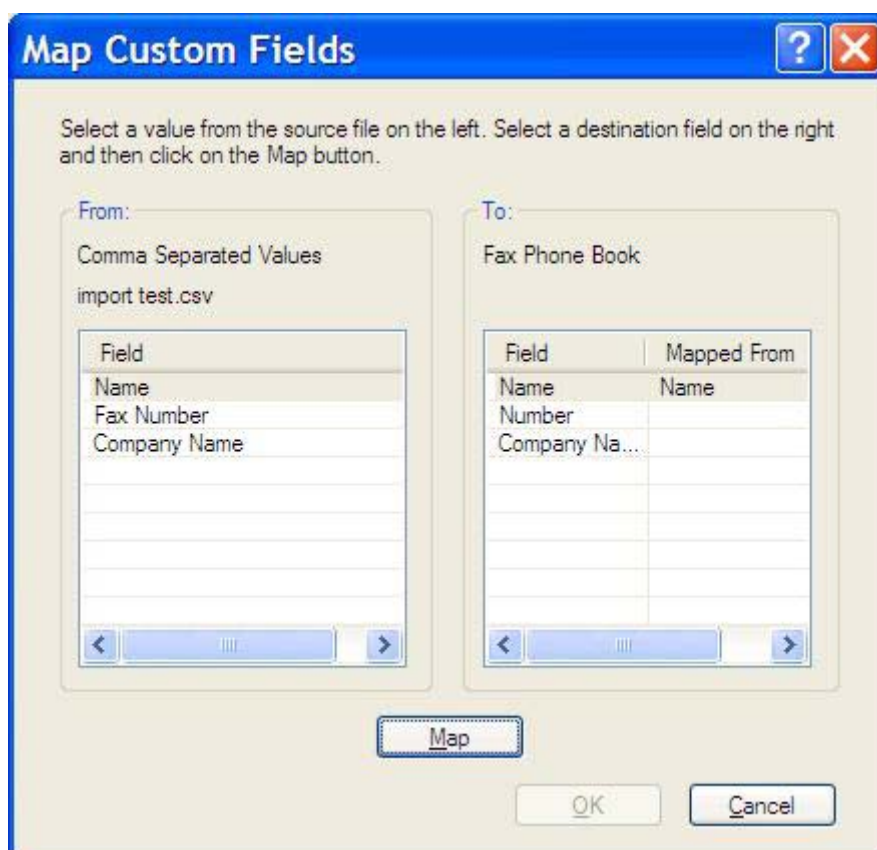 Map Custom Fields
Select a value from the source file on the left. Select a destination field on the right
and then click on the Map button.
From:
Comma Separated Values
import test.csv
Field
Name
Fax Number
Company Name
To:
Fax Phone Book
Field Mapped From
Name Name
Number
Company Na...
Map
OK Cancel